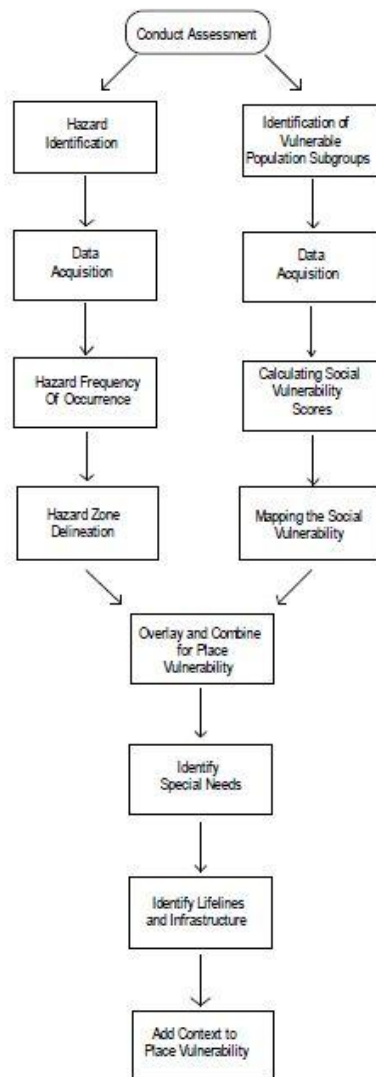 Conduct Assessment
Hazard
Identification
Identification of
Vulnerable
Population Subgroups
Data
Acquisition
Data
Acquisition
Hazard Frequency
Of Occurrence
Calculating Social
Vulnerability
Scores
Hazard Zone
Delineation
Mapping the Social
Vulnerability
Overlay and Combine
for Place
Vulnerability
Identify
Special Needs
Identify Lifelines
and Infrastructure
Add Context to
Place Vulnerability